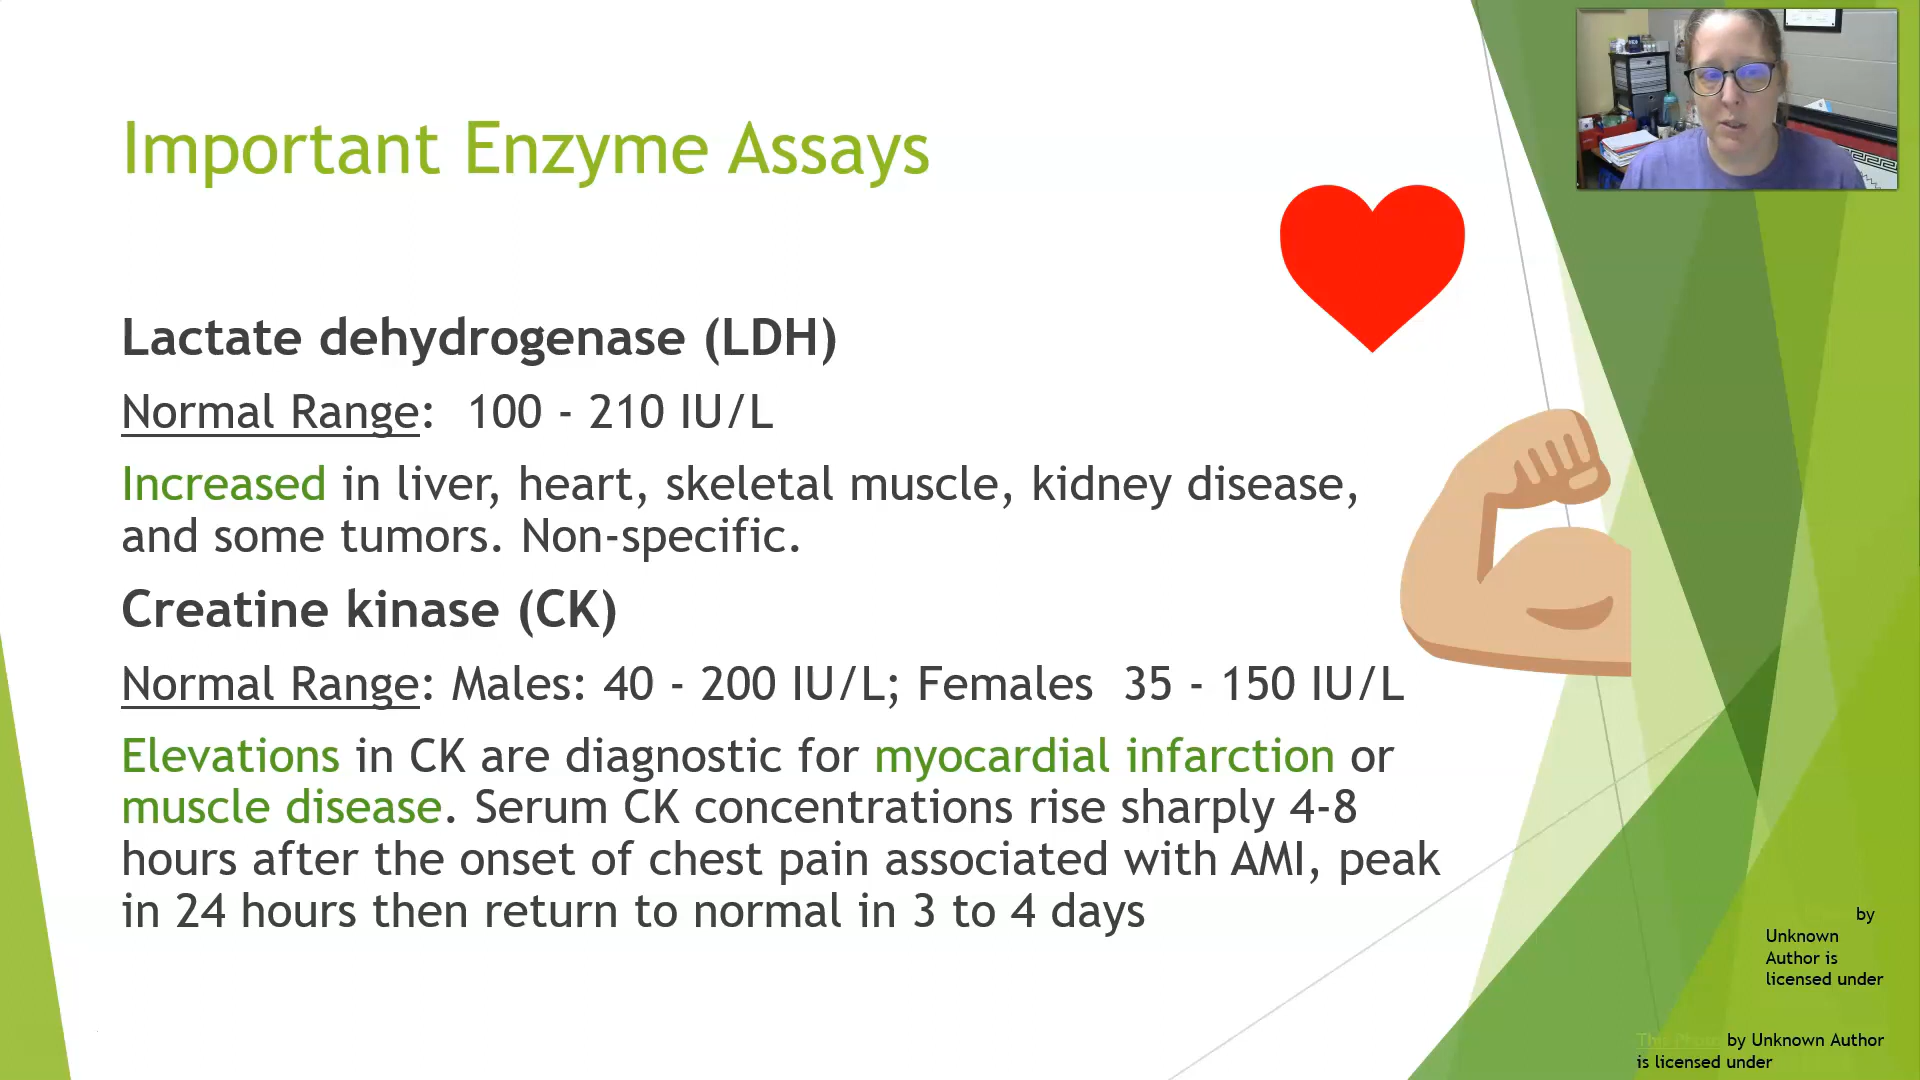 Important Enzyme Assays
Lactate dehydrogenase (LDH)
Normal Range:  100 - 210 IU/L
Increased in liver, heart, skeletal muscle, kidney disease,
and some tumors. Non-specific.
Creatine kinase (CK)
Normal Range: Males: 40 - 200 IU/L; Females  35 - 150 IU/L
Elevations in CK are diagnostic for myocardial infarction or
muscle disease. Serum CK concentrations rise sharply 4-8
hours after the onset of chest pain associated with AMI, peak
in 24 hours then return to normal in 3 to 4 days
by
Unknown
Author is
licensed under
This Photo by Unknown Author
is licensed under